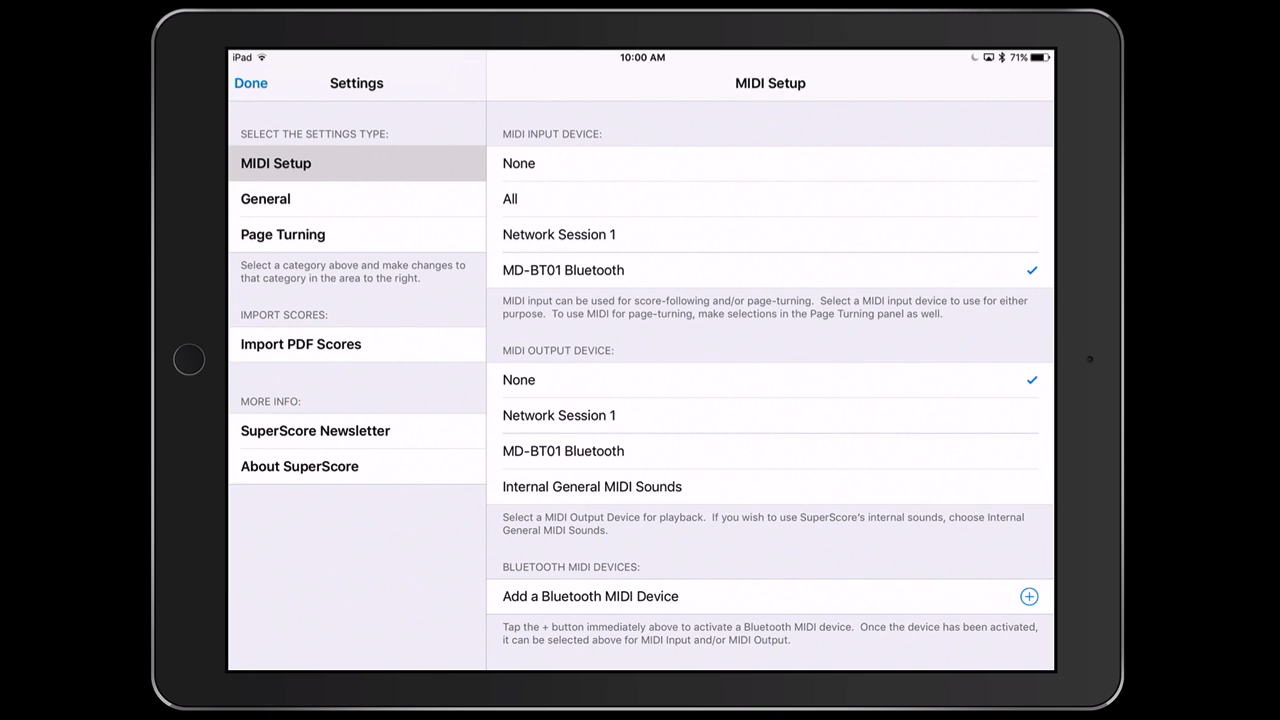 iPad
10:00 AM
71%
Done
Settings
MIDI Setup
SELECT THE SETTINGS TYPE:
MIDI Setup
General
Page Turning
Select a category above and make changes to
that category in the area to the right.
IMPORT SCORES:
Import PDF Scores
MORE INFO:
SuperScore Newsletter
About SuperScore
MIDI INPUT DEVICE:
None
All
Network Session 1
MD-BT01 Bluetooth
MIDI input can be used for score-following and/or page-turning. Select a MIDI input device to use for either
purpose. To use MIDI for page-turning, make selections in the Page Turning panel as well.
MIDI OUTPUT DEVICE:
None
Network Session 1
MD-BT01 Bluetooth
Internal General MIDI Sounds
Select a MIDI Output Device for playback. If you wish to use SuperScore's internal sounds, choose Internal
General MIDI Sounds.
BLUETOOTH MIDI DEVICES:
Add a Bluetooth MIDI Device
Tap the + button immediately above to activate a Bluetooth MIDI device. Once the device has been activated,
it can be selected above for MIDI Input and/or MIDI Output.